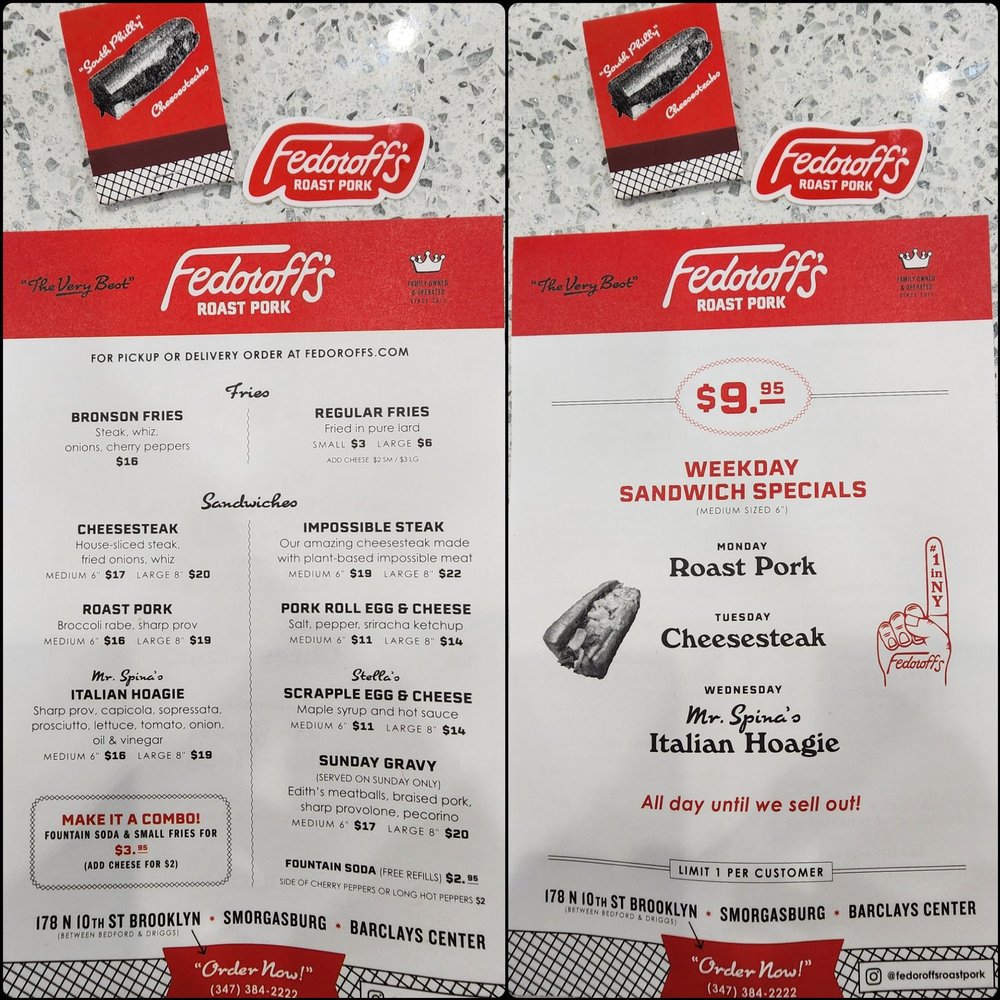 "South Philly"
Cheesesteaks
Fedoroff's
ROAST PORK
"The Very Best"
Fedoroff's
ROAST PORK
FAMILY OWNED
& OPERATED
FOR PICKUP OR DELIVERY ORDER AT FEDOROFFS.COM
Fries
BRONSON FRIES
Steak, whiz,
onions, cherry peppers
$16
REGULAR FRIES
Fried in pure lard
SMALL $3 LARGE $6
ADD CHEESE $2 SM / $3 LG
Sandwiches
CHEESESTEAK
House-sliced steak,
fried onions, whiz
MEDIUM 6" $17 LARGE 8" $20
ROAST PORK
Broccoli rabe, sharp prov
MEDIUM 6" $16 LARGE 8" $19
Mr. Spina's
ITALIAN HOAGIE
Sharp prov, capicola, sopressata,
prosciutto, lettuce, tomato, onion,
oil & vinegar
MEDIUM 6" $16 LARGE 8" $19
MAKE IT A COMBO!
FOUNTAIN SODA & SMALL FRIES FOR
$3.95
(ADD CHEESE FOR $2)
IMPOSSIBLE STEAK
Our amazing cheesesteak made
with plant-based impossible meat
MEDIUM 6" $19 LARGE 8" $22
PORK ROLL EGG & CHEESE
Salt, pepper, sriracha ketchup
MEDIUM 6" $11 LARGE 8" $14
Stella's
SCRAPPLE EGG & CHEESE
Maple syrup and hot sauce
MEDIUM 6" $11 LARGE 8" $14
SUNDAY GRAVY
(SERVED ON SUNDAY ONLY)
Edith's meatballs, braised pork,
sharp provolone, pecorino
MEDIUM 6" $17 LARGE 8" $20
FOUNTAIN SODA (FREE REFILLS) $2.95
SIDE OF CHERRY PEPPERS OR LONG HOT PEPPERS $2
178 N 10TH ST BROOKLYN * SMORGASBURG * BARCLAYS CENTER
(BETWEEN BEDFORD & DRIGGS)
"Order Now!"
(347) 384-2222
"South Philly"
Cheesesteaks
Fedoroff's
ROAST PORK
"The Very Best"
Fedoroff's
ROAST PORK
FAMILY OWNED
& OPERATED
$9.95
WEEKDAY
SANDWICH SPECIALS
(MEDIUM SIZED 6")
MONDAY
Roast Pork
TUESDAY
Cheesesteak
WEDNESDAY
Mr. Spina's
Italian Hoagie
#1 in NY
Fedoroff's
All day until we sell out!
LIMIT 1 PER CUSTOMER
178 N 10TH ST BROOKLYN * SMORGASBURG * BARCLAYS CENTER
(BETWEEN BEDFORD & DRIGGS)
"Order Now!"
(347) 384-2222
@fedoroffsroastpork